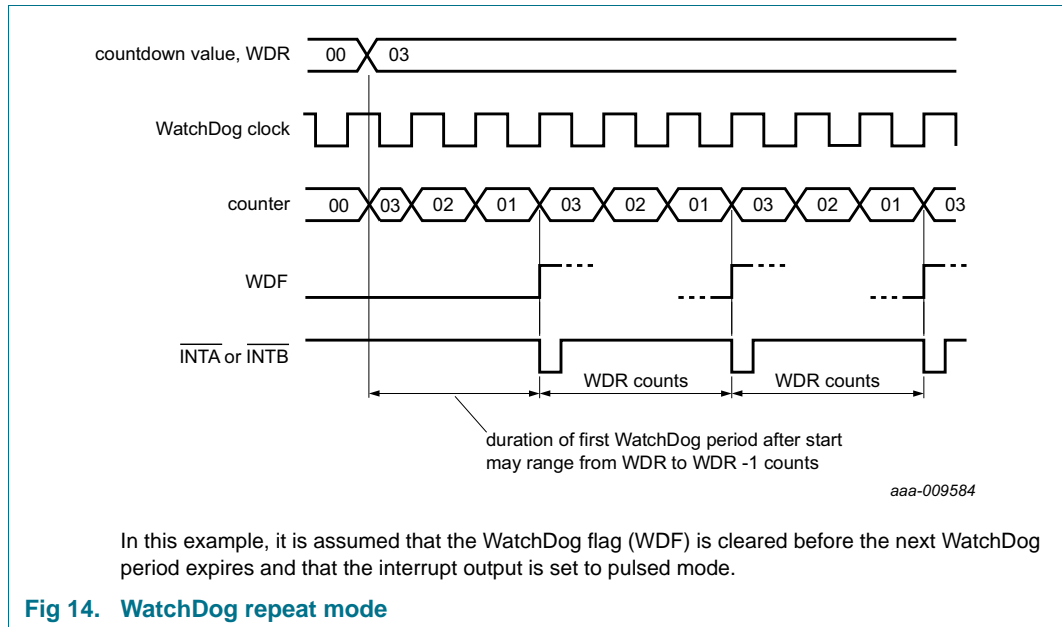 countdown value, WDR 00 03
WatchDog clock
counter 00 03 02 01 03 02 01 03 02 01 03
WDF
INTA or INTB
WDR counts WDR counts
duration of first WatchDog period after start
may range from WDR to WDR -1 counts
aaa-009584
In this example, it is assumed that the WatchDog flag (WDF) is cleared before the next WatchDog
period expires and that the interrupt output is set to pulsed mode.
Fig 14. WatchDog repeat mode